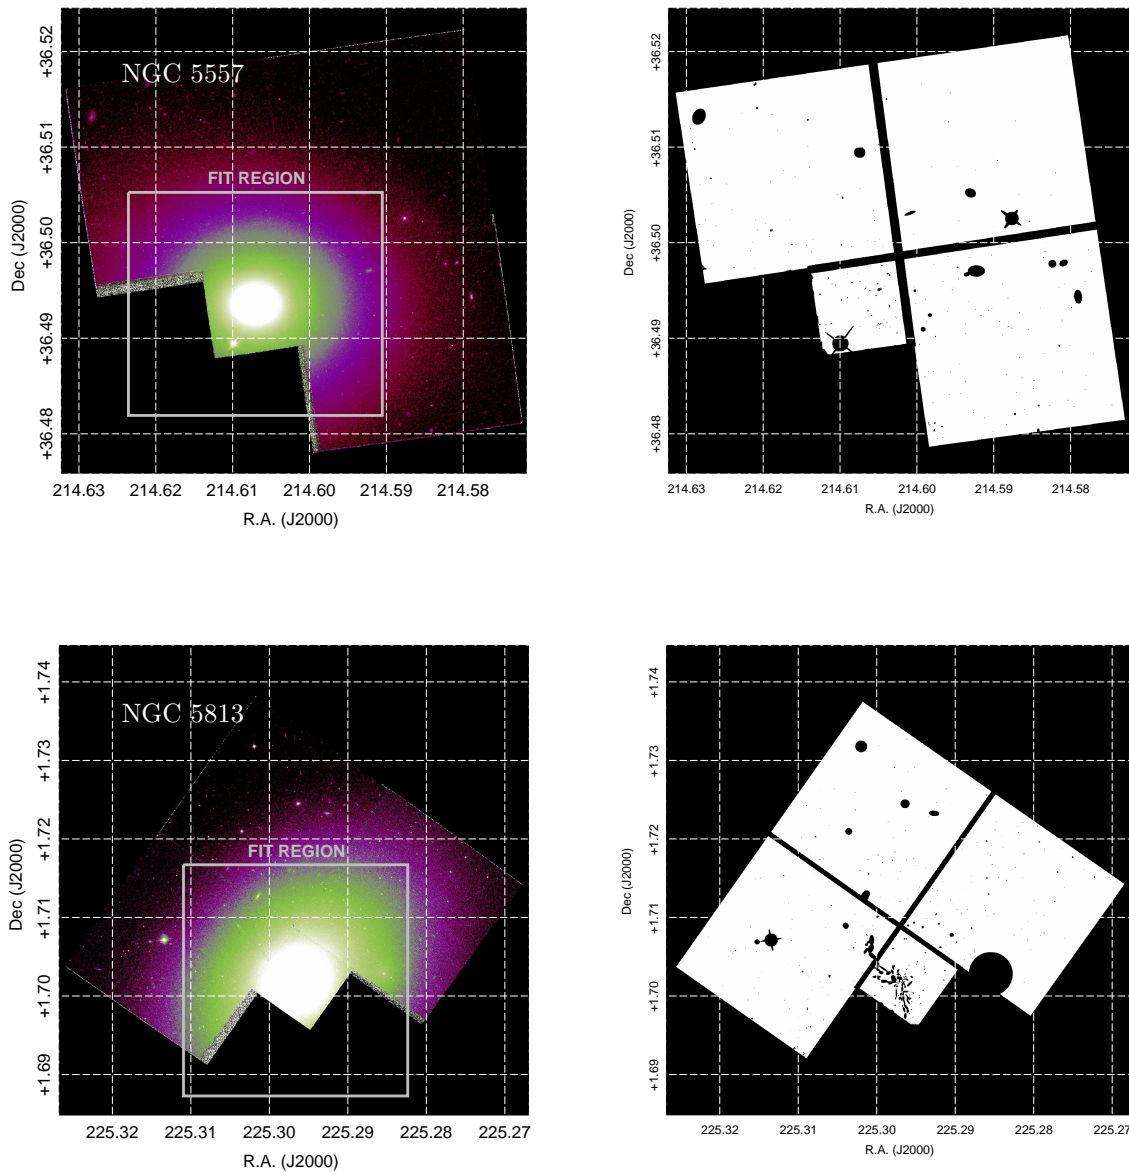 NGC 5557
FIT REGION
+36.52
+36.51
+36.50
+36.49
+36.48
Dec (J2000)
214.63 214.62 214.61 214.60 214.59 214.58
R.A. (J2000)
+36.52
+36.51
+36.50
+36.49
+36.48
Dec (J2000)
214.63 214.62 214.61 214.60 214.59 214.58
R.A. (J2000)
NGC 5813
FIT REGION
+1.74
+1.73
+1.72
+1.71
+1.70
+1.69
Dec (J2000)
225.32 225.31 225.30 225.29 225.28 225.27
R.A. (J2000)
+1.74
+1.73
+1.72
+1.71
+1.70
+1.69
Dec (J2000)
225.32 225.31 225.30 225.29 225.28 225.27
R.A. (J2000)